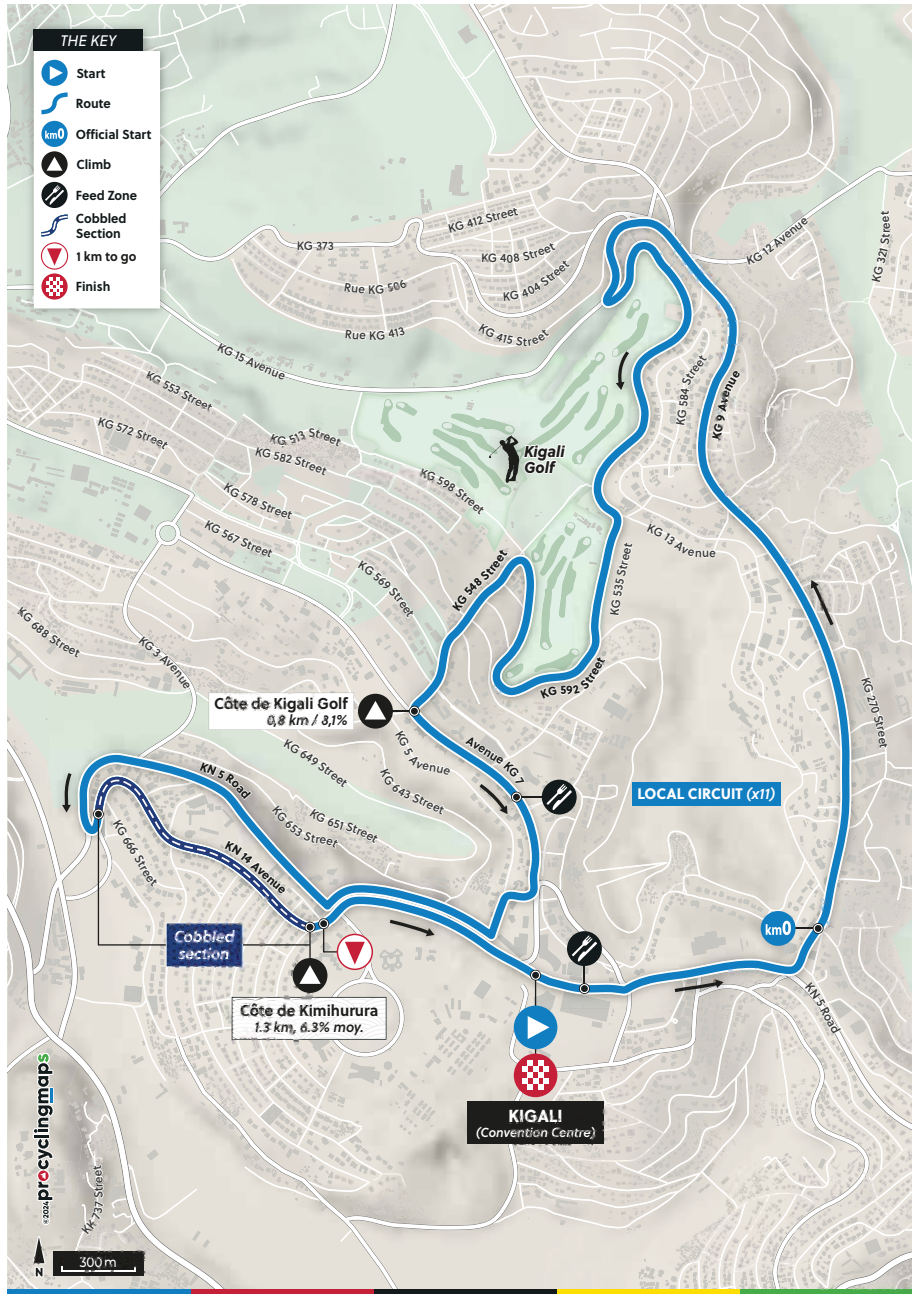 THE KEY
Start
Route
km0 Official Start
Climb
Feed Zone
Cobbled
Section
1 km to go
Finish
KG 412 Street
KG 373
KG 408 Street
KG 12 Avenue
KG 321 Street
Rue KG 506
KG 404 Street
Rue KG 413
KG 415 Street
KG 15 Avenue
KG 584 Street
KG 9 Avenue
KG 553 Street
KG 572 Street
KG 513 Street
KG 582 Street
Kigali
Golf
KG 598 Street
KG 578 Street
KG 567 Street
KG 13 Avenue
KG 548 Street
KG 569 Street
KG 535 Street
KG 688 Street
KG 3 Avenue
KG 592 Street
KG 270 Street
Côte de Kigali Golf
0,8 km / 8,1%
KG 5 Avenue
Avenue KG 7
KG 649 Street
KG 643 Street
KN 5 Road
LOCAL CIRCUIT (x11)
KG 651 Street
KG 653 Street
KG 666 Street
KN 14 Avenue
km0
Cobbled
section
KN 5 Road
Côte de Kimihurura
1.3 km, 6.3% moy.
KIGALI
(Convention Centre)
©2024 procyclingmaps
KK 737 Street
N
300 m